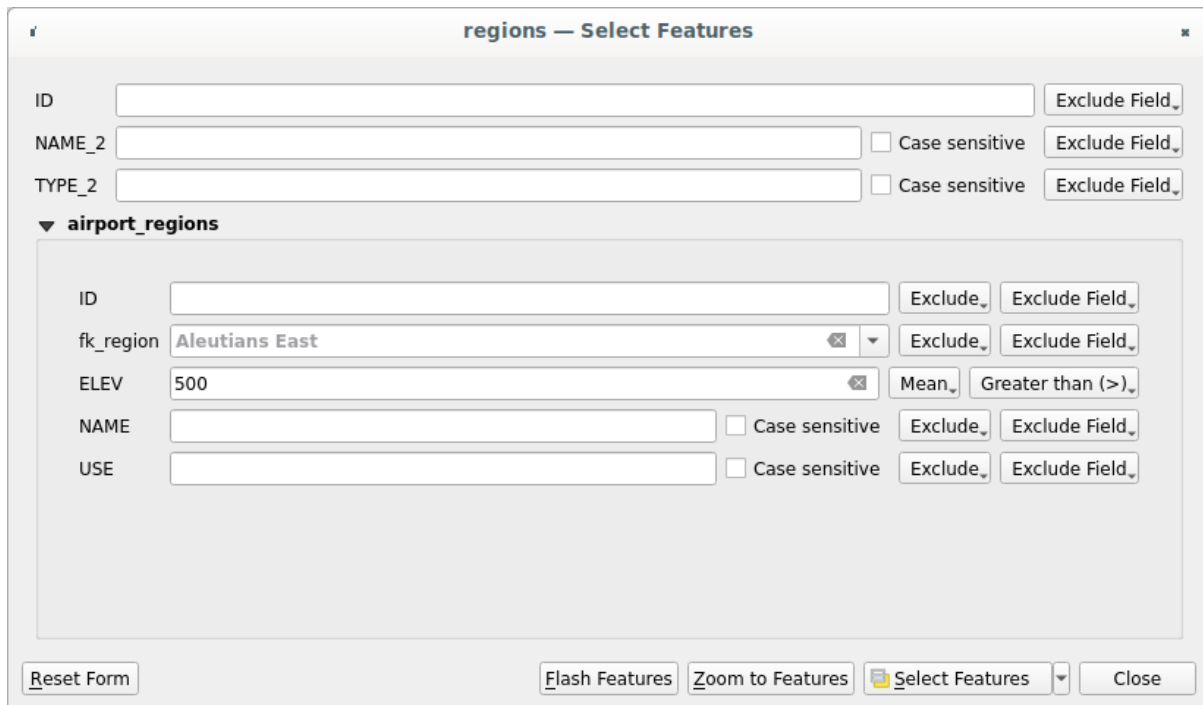 regions — Select Features
ID Exclude Field
NAME_2 Case sensitive Exclude Field
TYPE_2 Case sensitive Exclude Field
airport_regions
ID Exclude Exclude Field
fk_region Aleutians East Exclude Exclude Field
ELEV 500 Mean Greater than (>)
NAME Case sensitive Exclude Exclude Field
USE Case sensitive Exclude Exclude Field
Reset Form Flash Features Zoom to Features Select Features Close